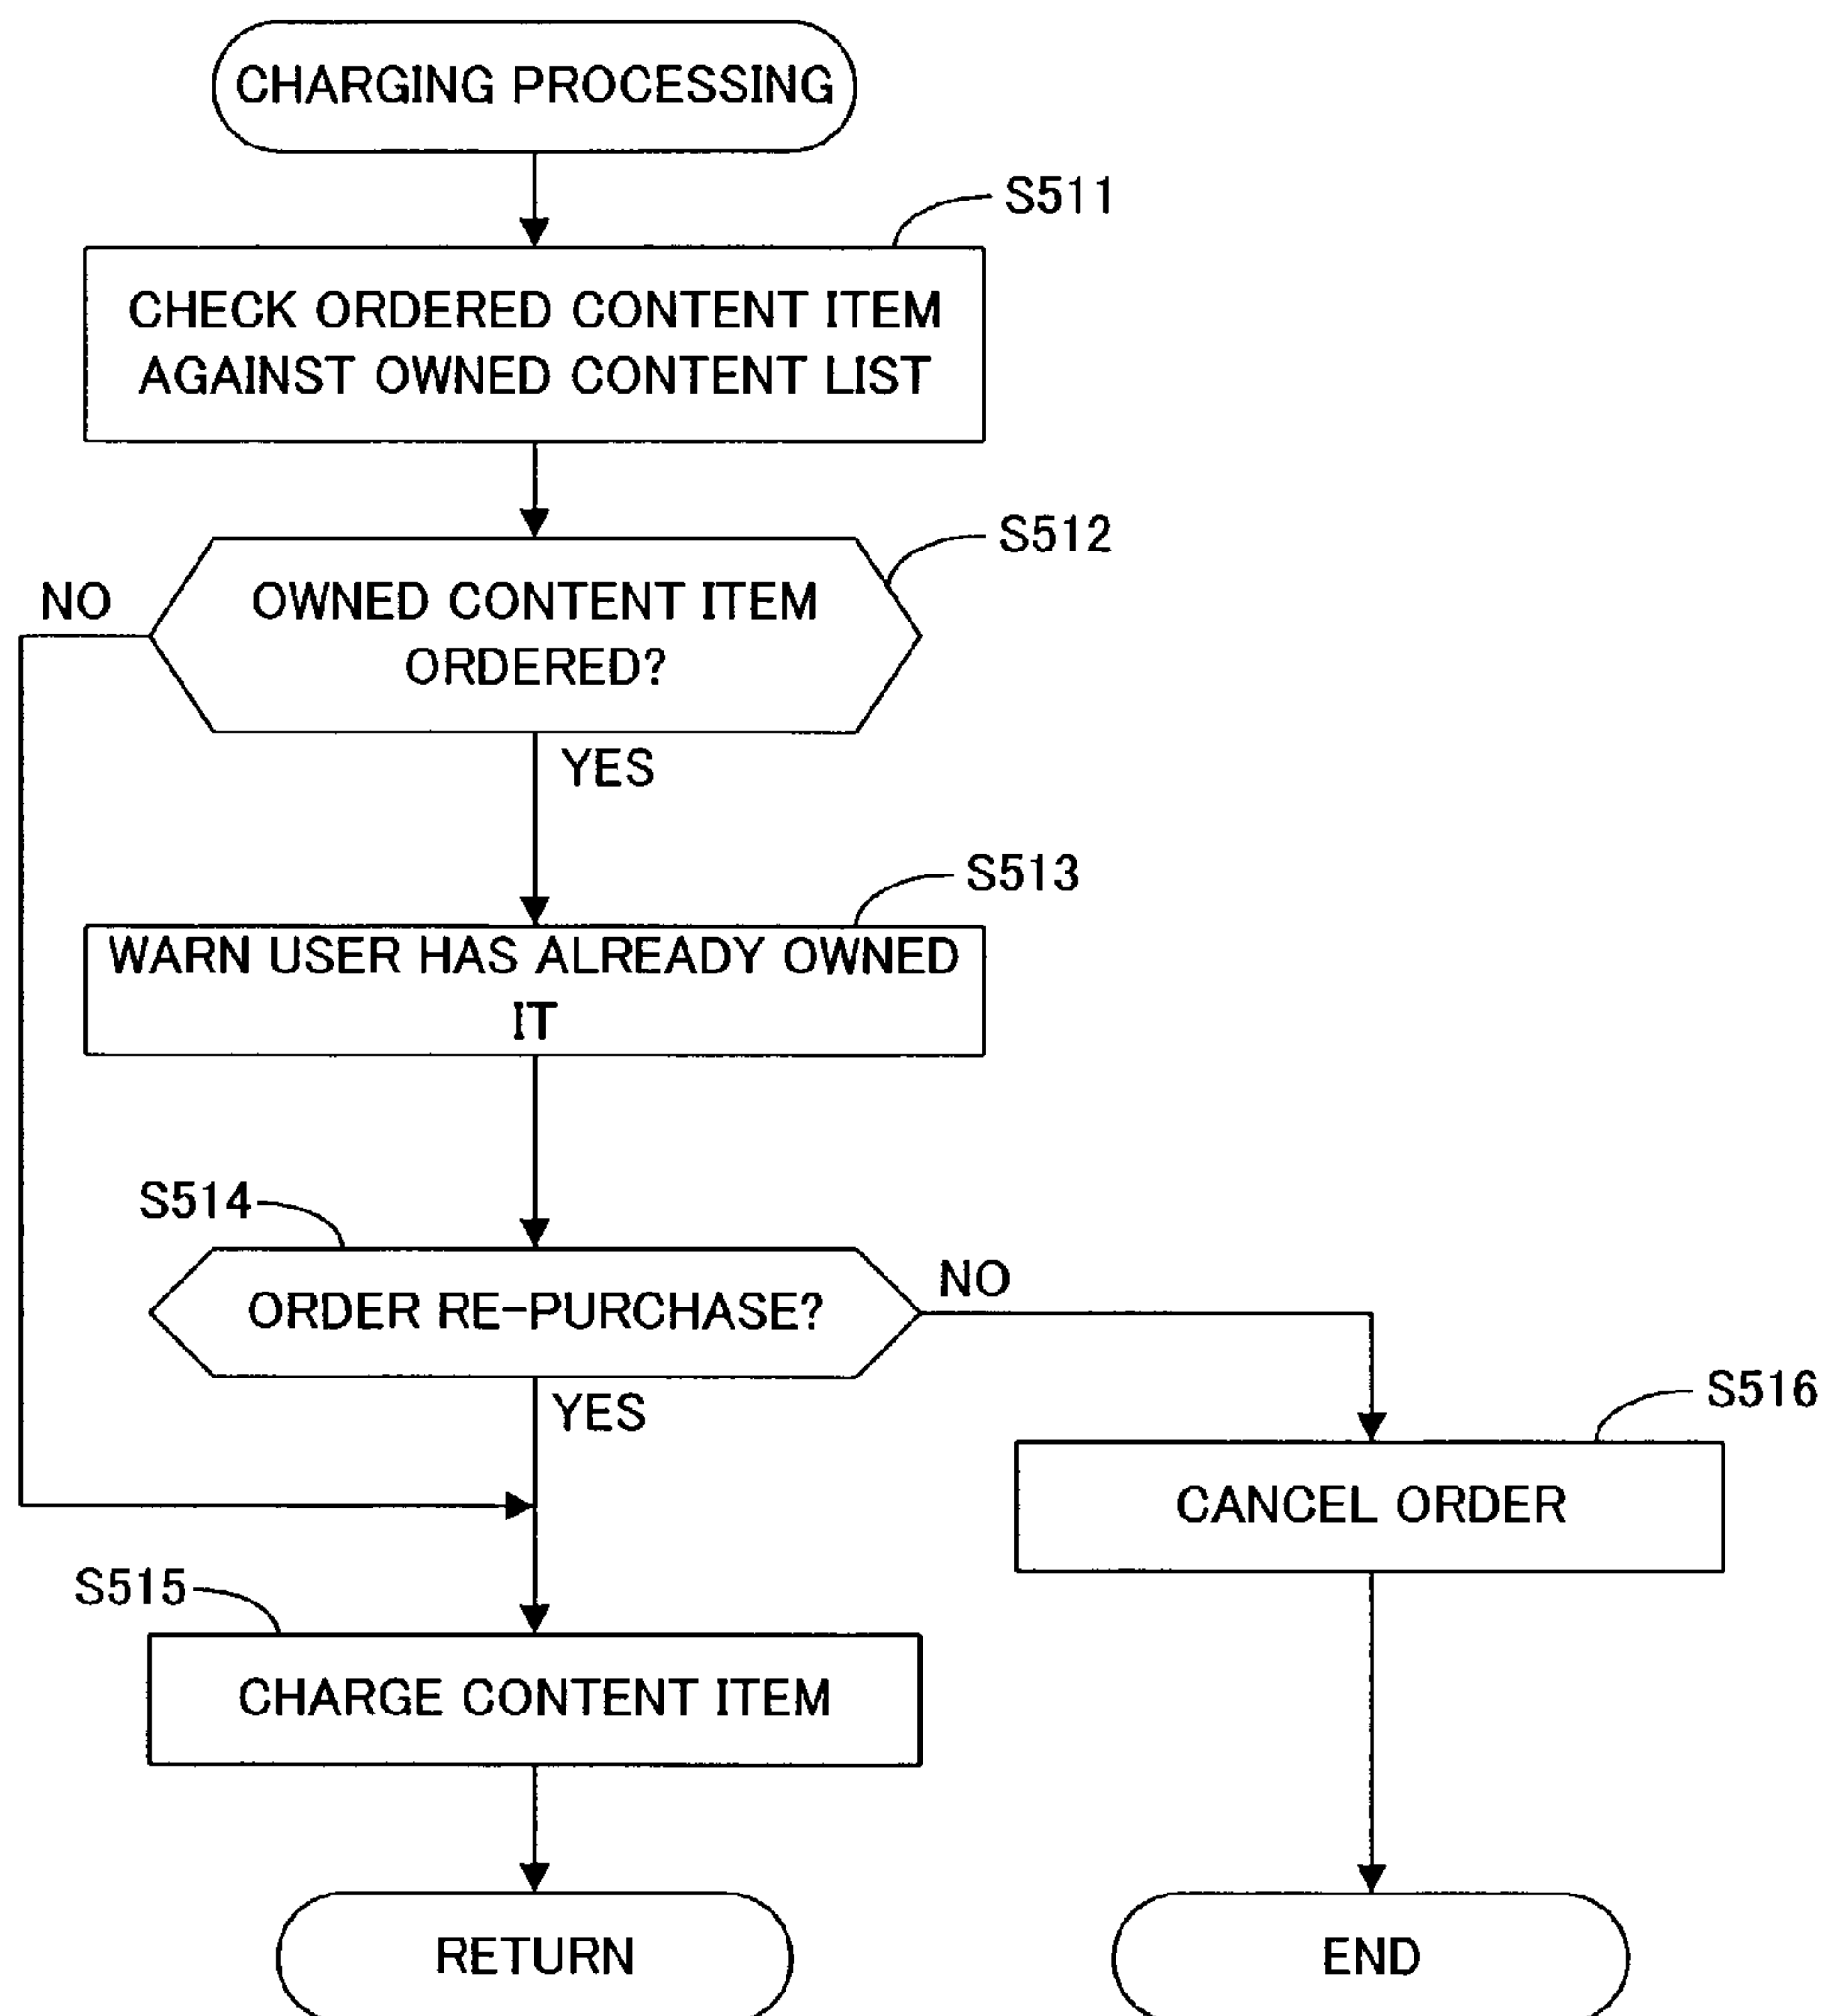 CHARGING PROCESSING
S511
CHECK ORDERED CONTENT ITEM
AGAINST OWNED CONTENT LIST
S512
NO
OWNED CONTENT ITEM
ORDERED?
YES
S513
WARN USER HAS ALREADY OWNED
IT
S514
ORDER RE-PURCHASE?
NO
YES
S516
CANCEL ORDER
S515
CHARGE CONTENT ITEM
RETURN
END